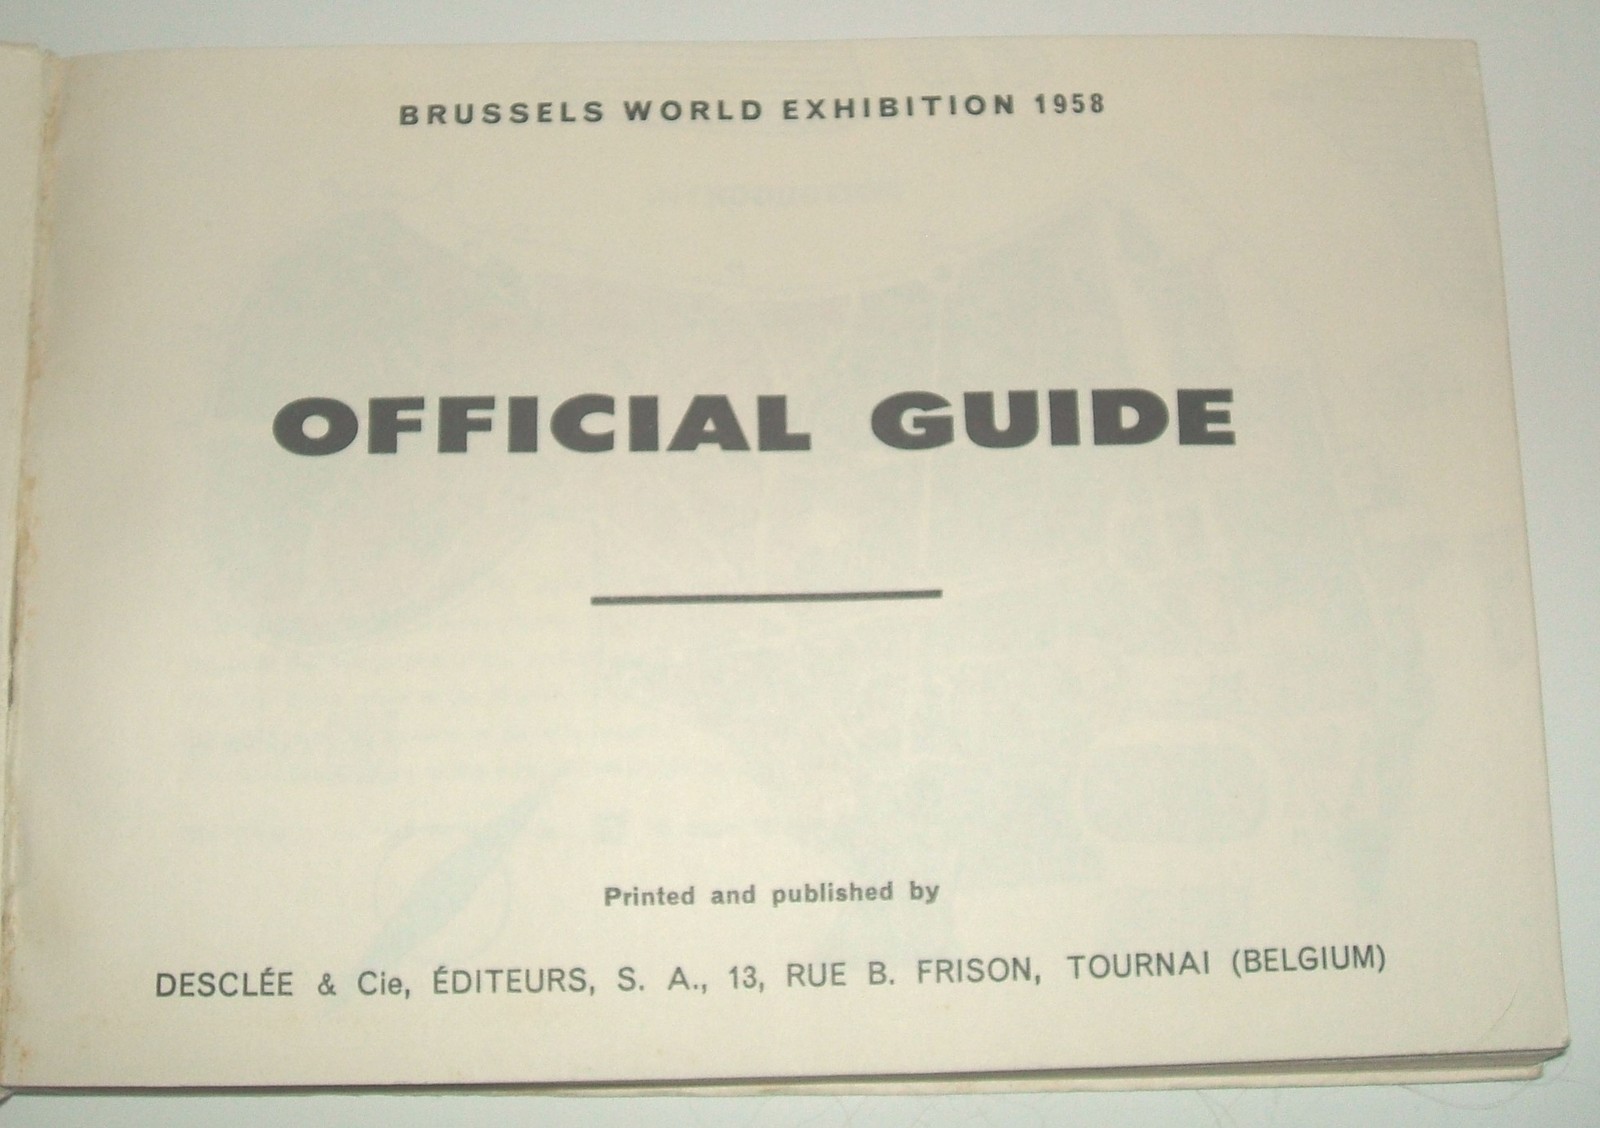 BRUSSELS WORLD EXHIBITION 1958
OFFICIAL GUIDE
Printed and published by
DESCLÉE & Cie, ÉDITEURS, S. A., 13, RUE B. FRISON, TOURNAI (BELGIUM)